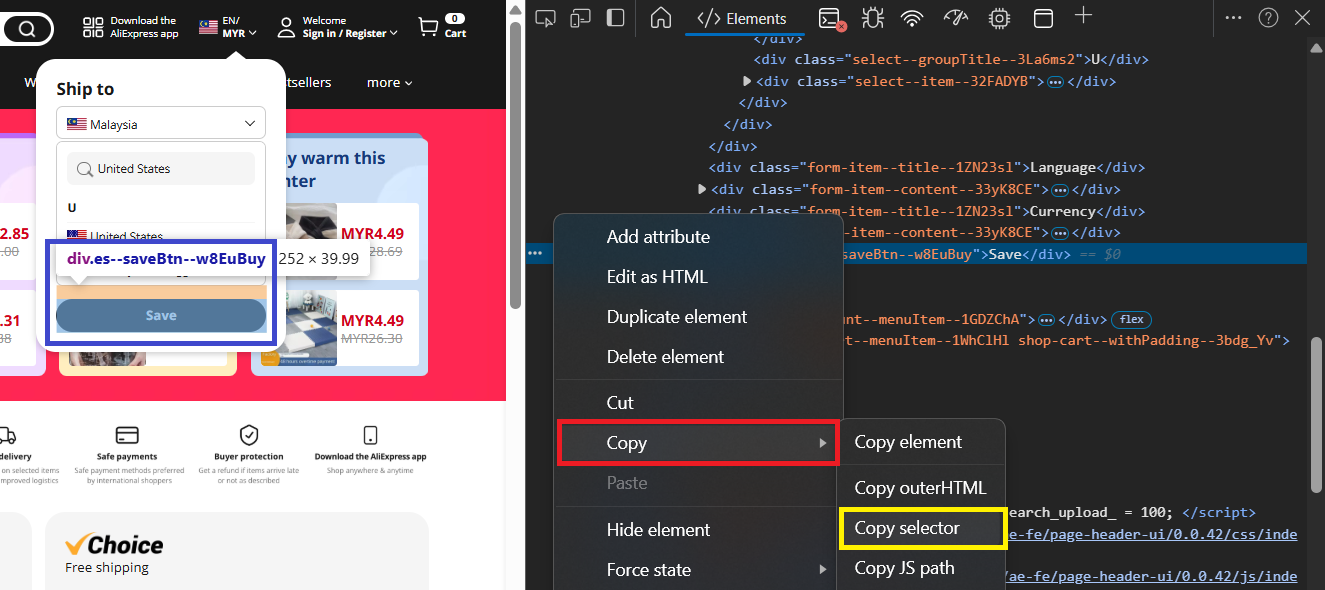 Download the
AliExpress app
EN/
MYR
Welcome
Sign in / Register
0
Cart
W
tsellers
more
Ship to
Malaysia
United States
U
United States
div.es--saveBtn--w8EuBuy 252 × 39.99
Save
y warm this
nter
2.85
.00
MYR4.49
28.69
.31
38
MYR4.49
MYR26.30
delivery
on selected items
mproved logistics
Safe payments
Safe payment methods preferred
by international shoppers
Buyer protection
Get a refund if items arrive late
or not as described
Download the AliExpress app
Shop anywhere & anytime
Choice
Free shipping
Elements
</div>
<div class="select--groupTitle--3La6ms2">U</div>
<div class="select--item--32FADYB"> ⋯ </div>
</div>
</div>
</div>
<div class="form-item--title--1ZN23sl">Language</div>
<div class="form-item--content--33yK8CE"> ⋯ </div>
<div class="form-item--title--1ZN23sl">Currency</div>
-item--content--33yK8CE"> ⋯ </div>
saveBtn--w8EuBuy">Save</div> == $0
unt--menuItem--1GDZChA"> ⋯ </div> flex
t--menuItem--1WhClHl shop-cart--withPadding--3bdg_Yv">
Add attribute
Edit as HTML
Duplicate element
Delete element
Cut
Copy
Paste
Hide element
Force state
Copy element
Copy outerHTML
Copy selector
Copy JS path
earch_upload_ = 100; </script>
ae-fe/page-header-ui/0.0.42/css/inde
/ae-fe/page-header-ui/0.0.42/js/inde